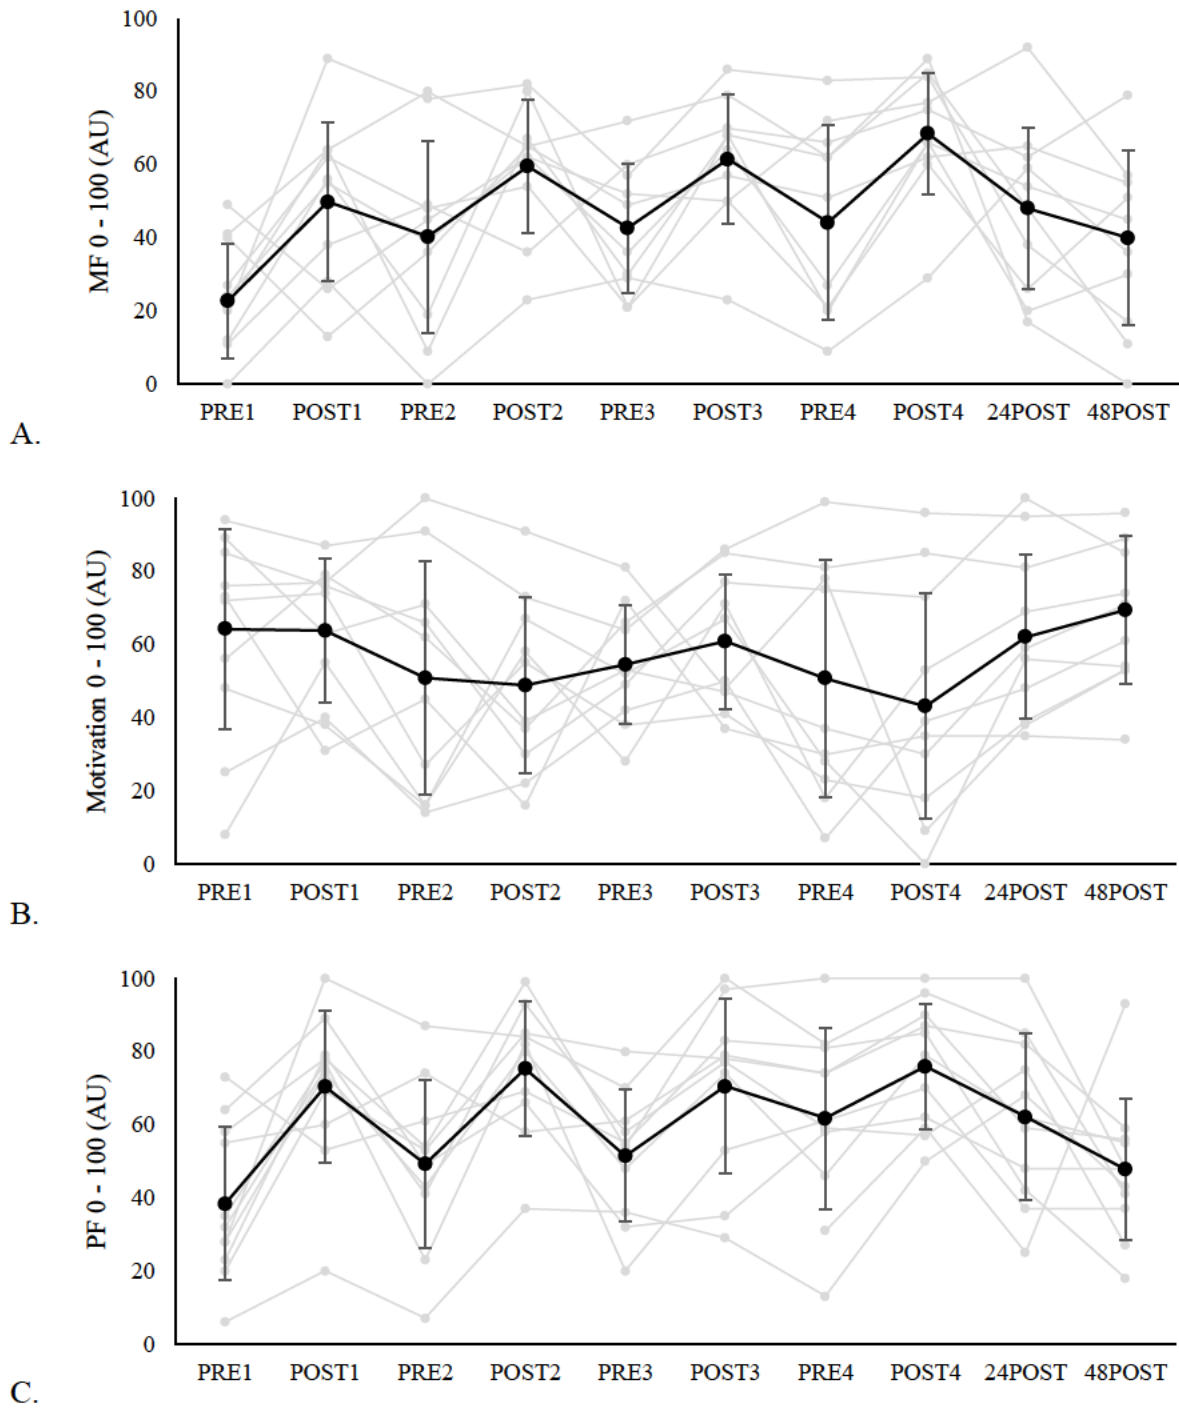 100
80
60
40
20
0
MF 0 - 100 (AU)
PRE1 POST1 PRE2 POST2 PRE3 POST3 PRE4 POST4 24POST 48POST
A.
100
80
60
40
20
0
Motivation 0 - 100 (AU)
PRE1 POST1 PRE2 POST2 PRE3 POST3 PRE4 POST4 24POST 48POST
B.
100
80
60
40
20
0
PF 0 - 100 (AU)
PRE1 POST1 PRE2 POST2 PRE3 POST3 PRE4 POST4 24POST 48POST
C.